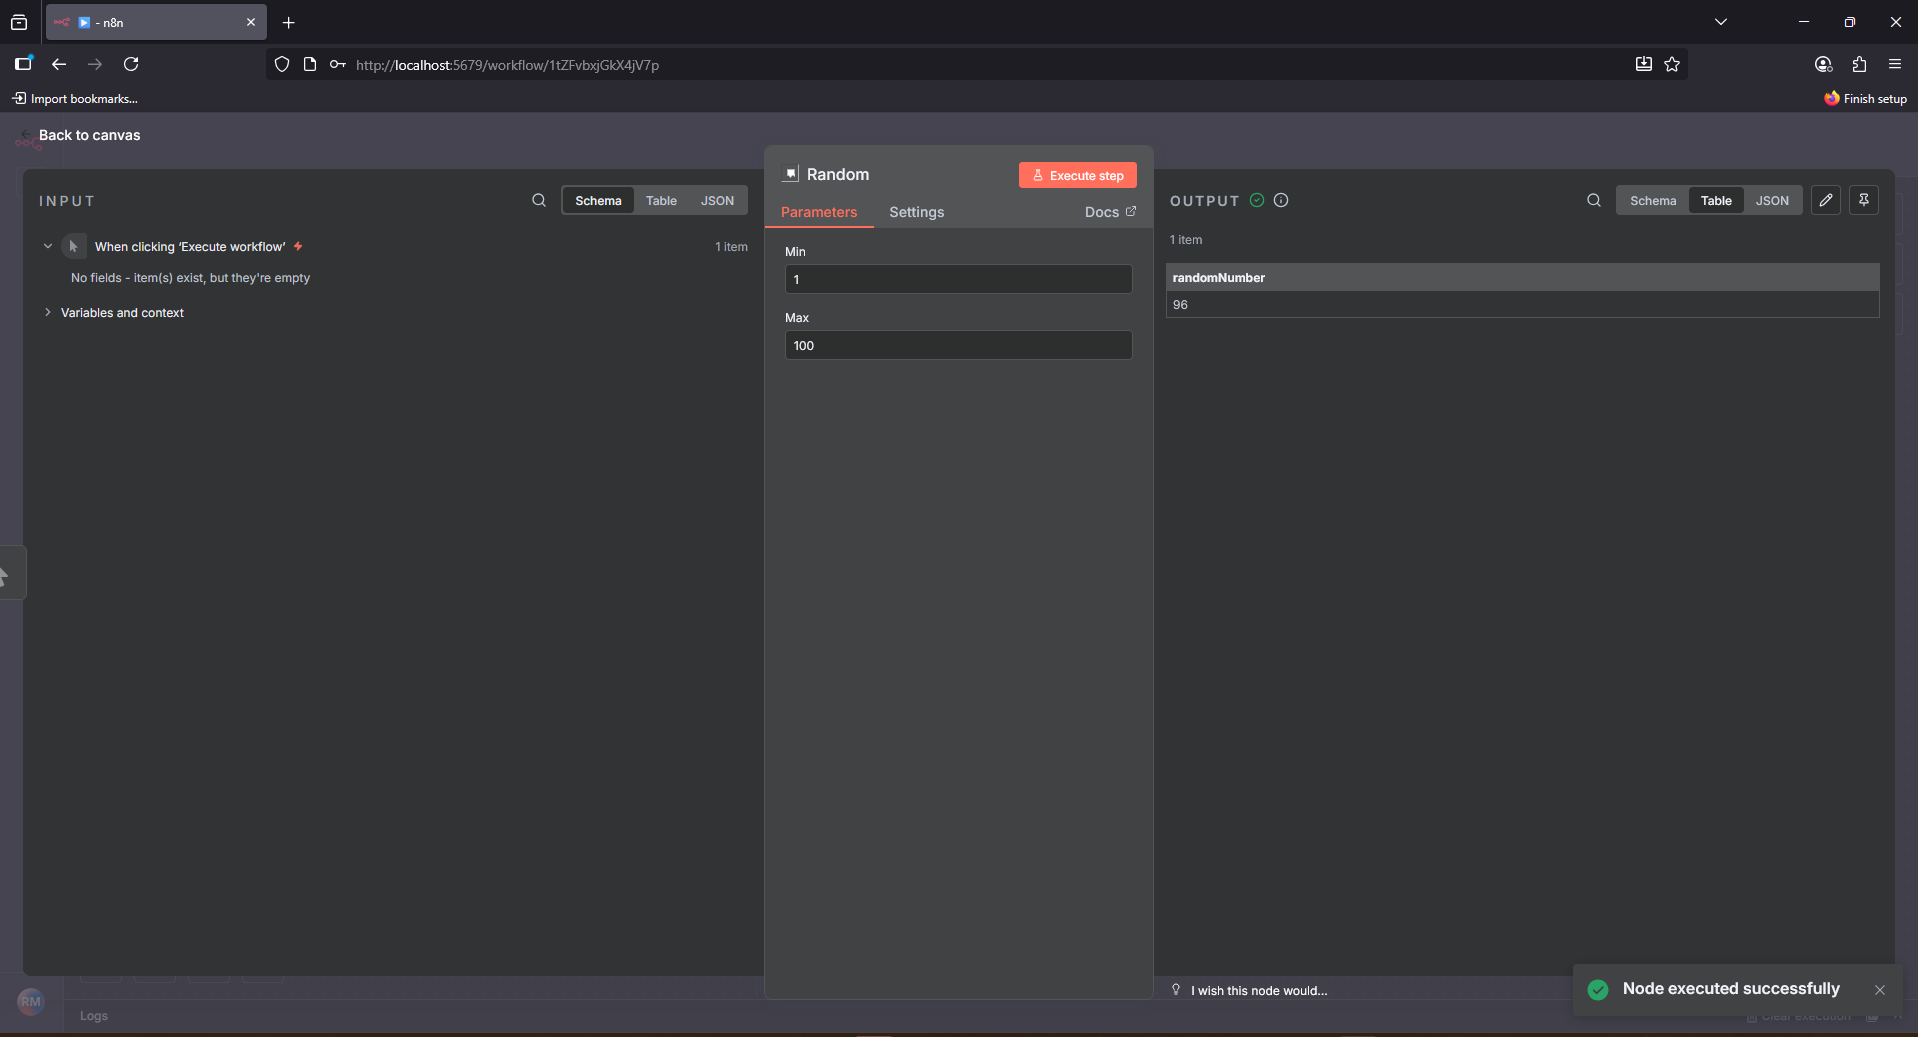 - n8n
http://localhost:5679/workflow/1tZFvbxjGkX4jV7p
Import bookmarks...
Finish setup
Back to canvas
INPUT
Schema
Table
JSON
When clicking ‘Execute workflow’
1 item
No fields - item(s) exist, but they're empty
Variables and context
Random
Execute step
Parameters
Settings
Docs
Min
1
Max
100
OUTPUT
Schema
Table
JSON
1 item
randomNumber
96
I wish this node would...
Node executed successfully
RM
Logs
Clear execution